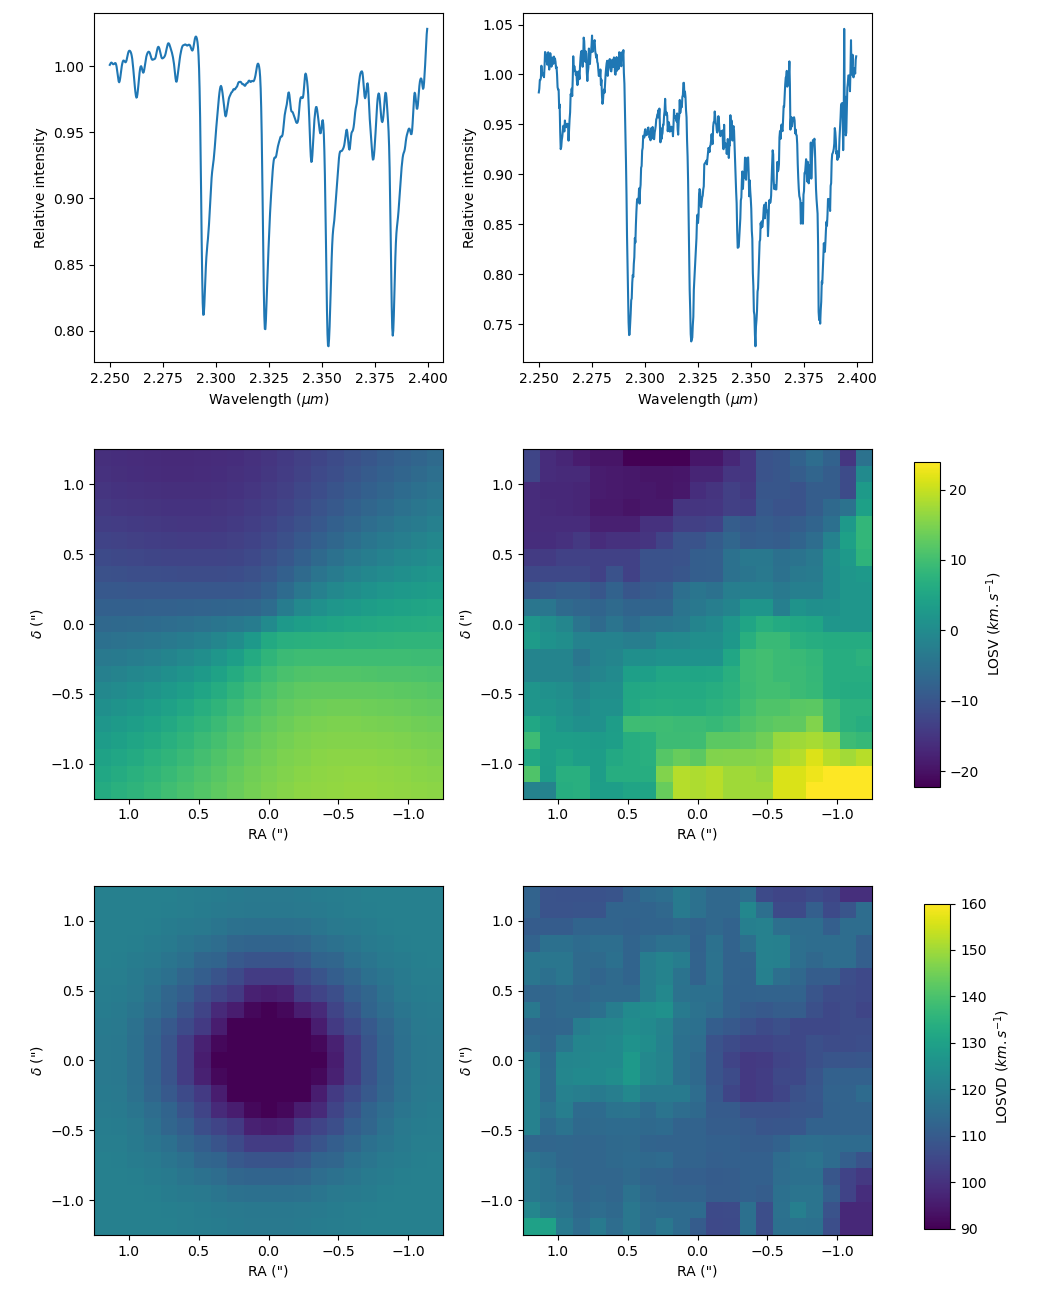 Relative intensity
1.00
0.95
0.90
0.85
0.80
2.250 2.275 2.300 2.325 2.350 2.375 2.400
Wavelength (μm)
Relative intensity
1.05
1.00
0.95
0.90
0.85
0.80
0.75
2.250 2.275 2.300 2.325 2.350 2.375 2.400
Wavelength (μm)
δ (")
1.0
0.5
0.0
−0.5
−1.0
1.0 0.5 0.0 −0.5 −1.0
RA (")
δ (")
1.0
0.5
0.0
−0.5
−1.0
1.0 0.5 0.0 −0.5 −1.0
RA (")
20
10
0
−10
−20
LOSV (km.s⁻¹)
δ (")
1.0
0.5
0.0
−0.5
−1.0
1.0 0.5 0.0 −0.5 −1.0
RA (")
δ (")
1.0
0.5
0.0
−0.5
−1.0
1.0 0.5 0.0 −0.5 −1.0
RA (")
160
150
140
130
120
110
100
90
LOSVD (km.s⁻¹)